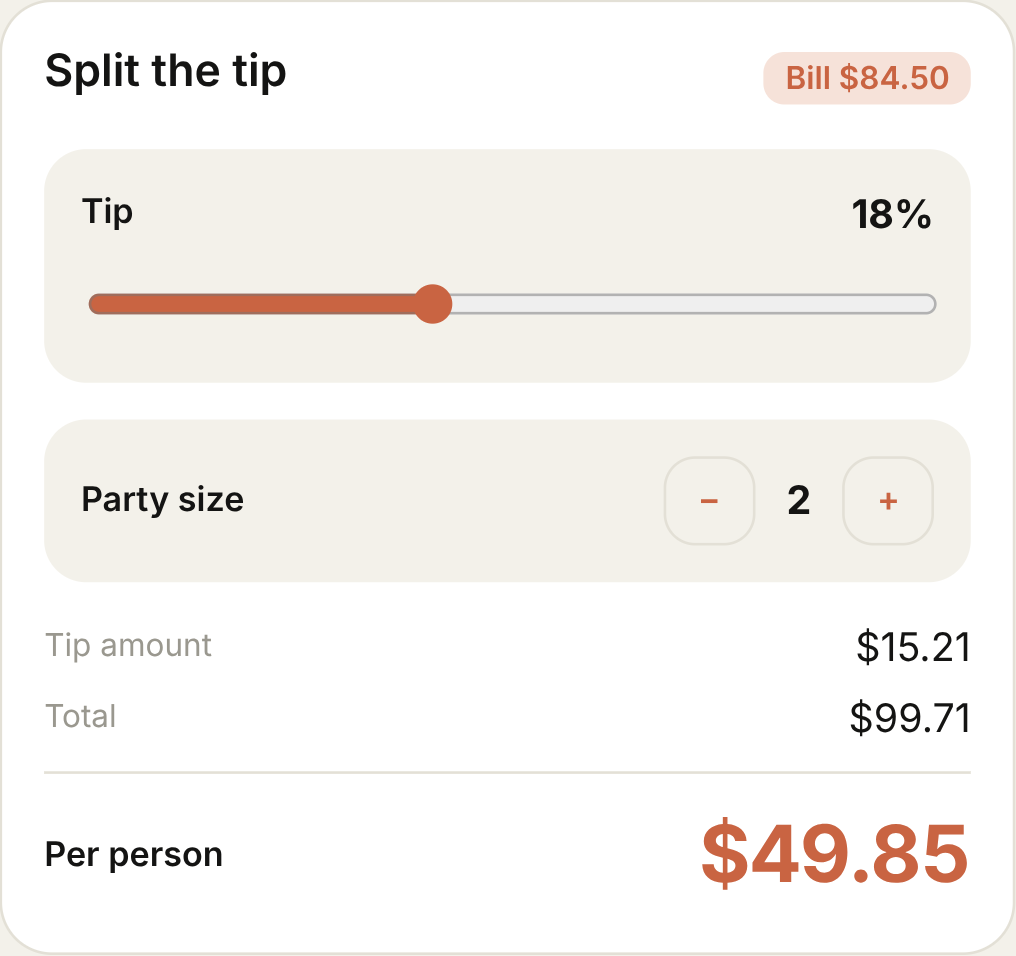 Split the tip
Bill $84.50
Tip
18%
Party size
− 2 +
Tip amount
$15.21
Total
$99.71
Per person
$49.85